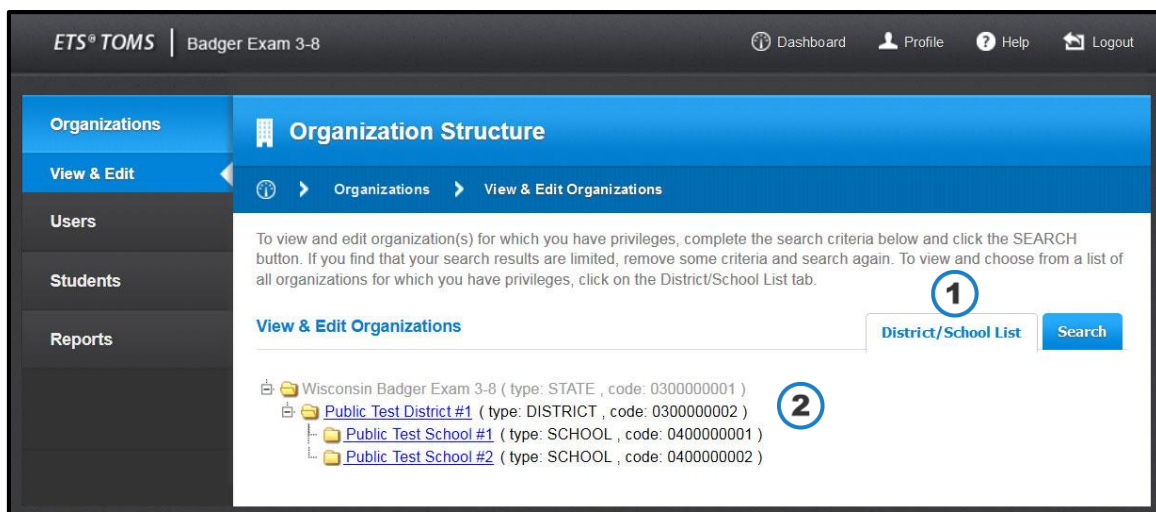 ETS® TOMS | Badger Exam 3-8
Dashboard
Profile
? Help
Logout
Organizations
View & Edit
Users
Students
Reports
Organization Structure
Organizations > View & Edit Organizations
To view and edit organization(s) for which you have privileges, complete the search criteria below and click the SEARCH
button. If you find that your search results are limited, remove some criteria and search again. To view and choose from a list of
all organizations for which you have privileges, click on the District/School List tab.
1
View & Edit Organizations
District/School List
Search
Wisconsin Badger Exam 3-8 ( type: STATE , code: 0300000001 )
Public Test District #1 ( type: DISTRICT , code: 0300000002 )
2
Public Test School #1 ( type: SCHOOL , code: 0400000001 )
Public Test School #2 ( type: SCHOOL , code: 0400000002 )